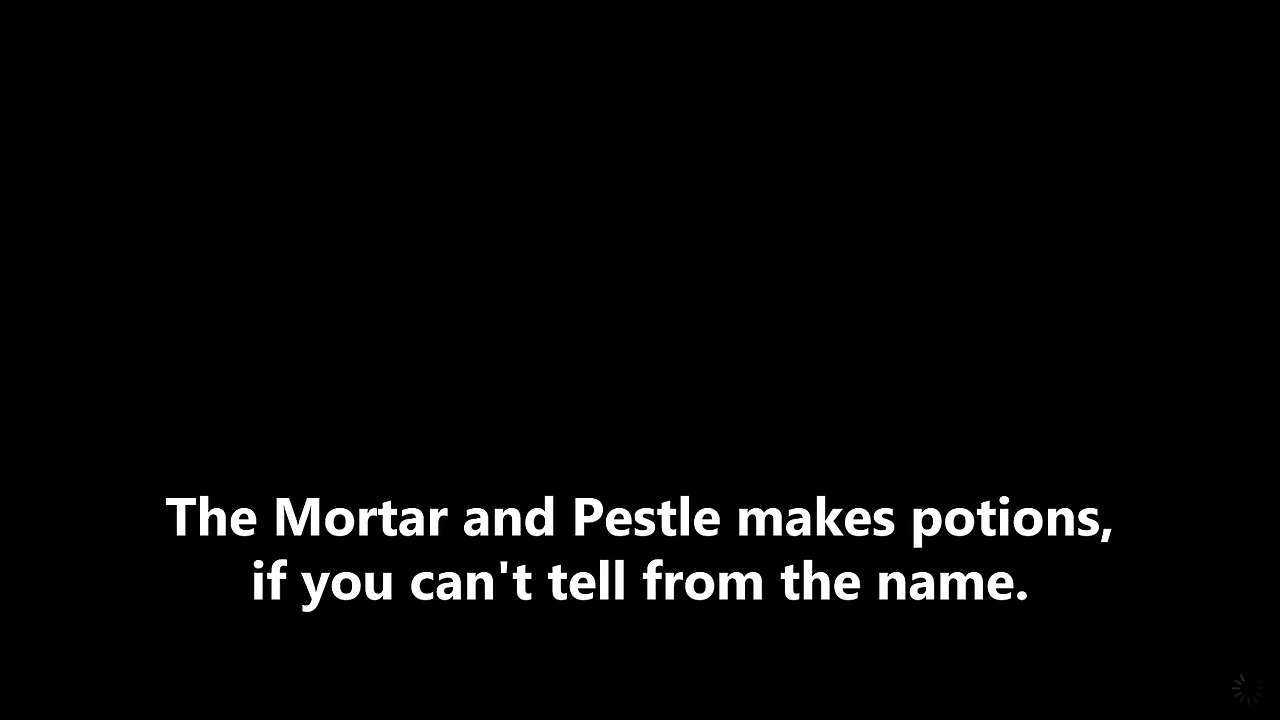 The Mortar and Pestle makes potions,
if you can't tell from the name.